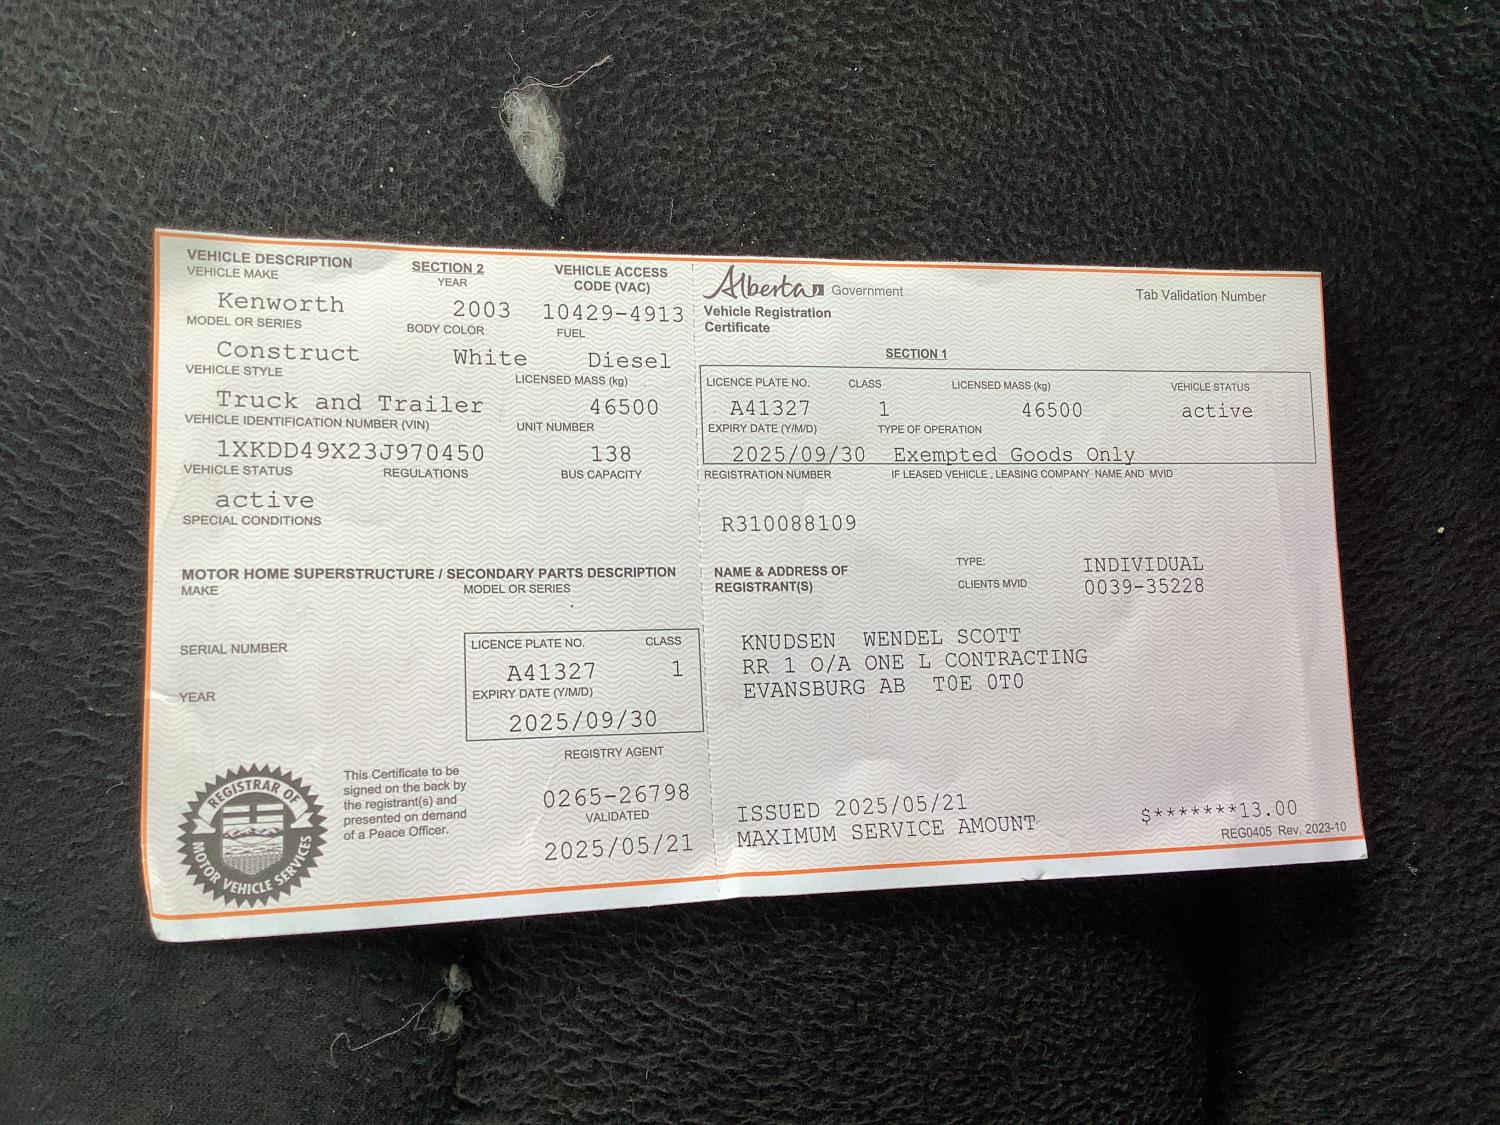 VEHICLE DESCRIPTION SECTION 2 VEHICLE ACCESS CODE (VAC)
VEHICLE MAKE YEAR
Kenworth 2003 10429-4913
MODEL OR SERIES BODY COLOR FUEL
Construct White Diesel
VEHICLE STYLE LICENSED MASS (kg)
Truck and Trailer 46500
VEHICLE IDENTIFICATION NUMBER (VIN) UNIT NUMBER
1XKDD49X23J970450 138
VEHICLE STATUS REGULATIONS BUS CAPACITY
active
SPECIAL CONDITIONS
MOTOR HOME SUPERSTRUCTURE / SECONDARY PARTS DESCRIPTION
MAKE MODEL OR SERIES
SERIAL NUMBER
YEAR
LICENCE PLATE NO. CLASS
A41327 1
EXPIRY DATE (Y/M/D)
2025/09/30
REGISTRY AGENT
0265-26798
VALIDATED
2025/05/21
REGISTRAR OF
MOTOR VEHICLE SERVICES
This Certificate to be
signed on the back by
the registrant(s) and
presented on demand
of a Peace Officer.
Alberta Government
Vehicle Registration
Certificate
Tab Validation Number
SECTION 1
LICENCE PLATE NO. CLASS LICENSED MASS (kg) VEHICLE STATUS
A41327 1 46500 active
EXPIRY DATE (Y/M/D) TYPE OF OPERATION
2025/09/30 Exempted Goods Only
REGISTRATION NUMBER IF LEASED VEHICLE, LEASING COMPANY NAME AND MVID
R310088109
NAME & ADDRESS OF
REGISTRANT(S)
TYPE: INDIVIDUAL
CLIENTS MVID 0039-35228
KNUDSEN WENDEL SCOTT
RR 1 O/A ONE L CONTRACTING
EVANSBURG AB T0E 0T0
ISSUED 2025/05/21
MAXIMUM SERVICE AMOUNT $*******13.00
REG0405 Rev. 2023-10